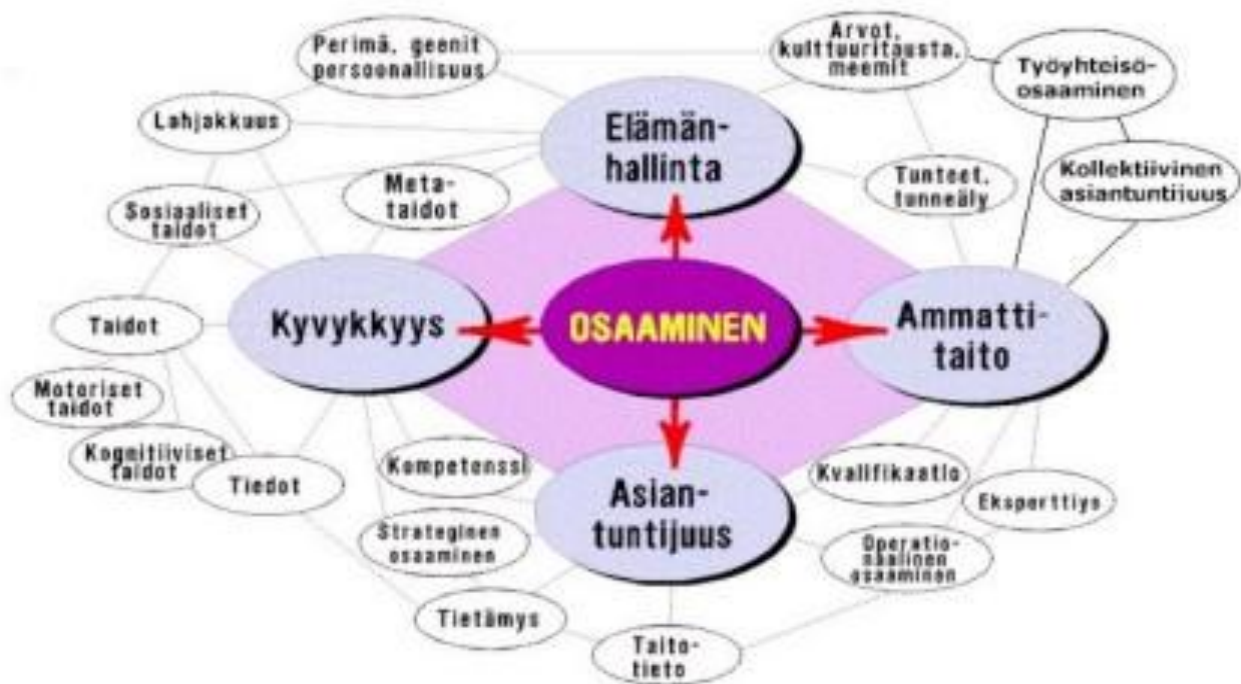 Perimä, geenit
persoonallisuus
Arvot,
kulttuuritausta,
meemit
Työyhteisö-
osaaminen
Lahjakkuus
Elämän-
hallinta
Kollektiivinen
asiantuntijuus
Meta-
taidot
Tunteet,
tunneäly
Sosiaaliset
taidot
Taidot
Kyvykkyys
OSAAMINEN
Ammatti-
taito
Motoriset
taidot
Kognitiiviset
taidot
Tiedot
Kompetenssi
Kvalifikaatio
Eksperttiys
Strateginen
osaaminen
Asian-
tuntijuus
Operatio-
naalinen
osaaminen
Tietämys
Taito-
tieto